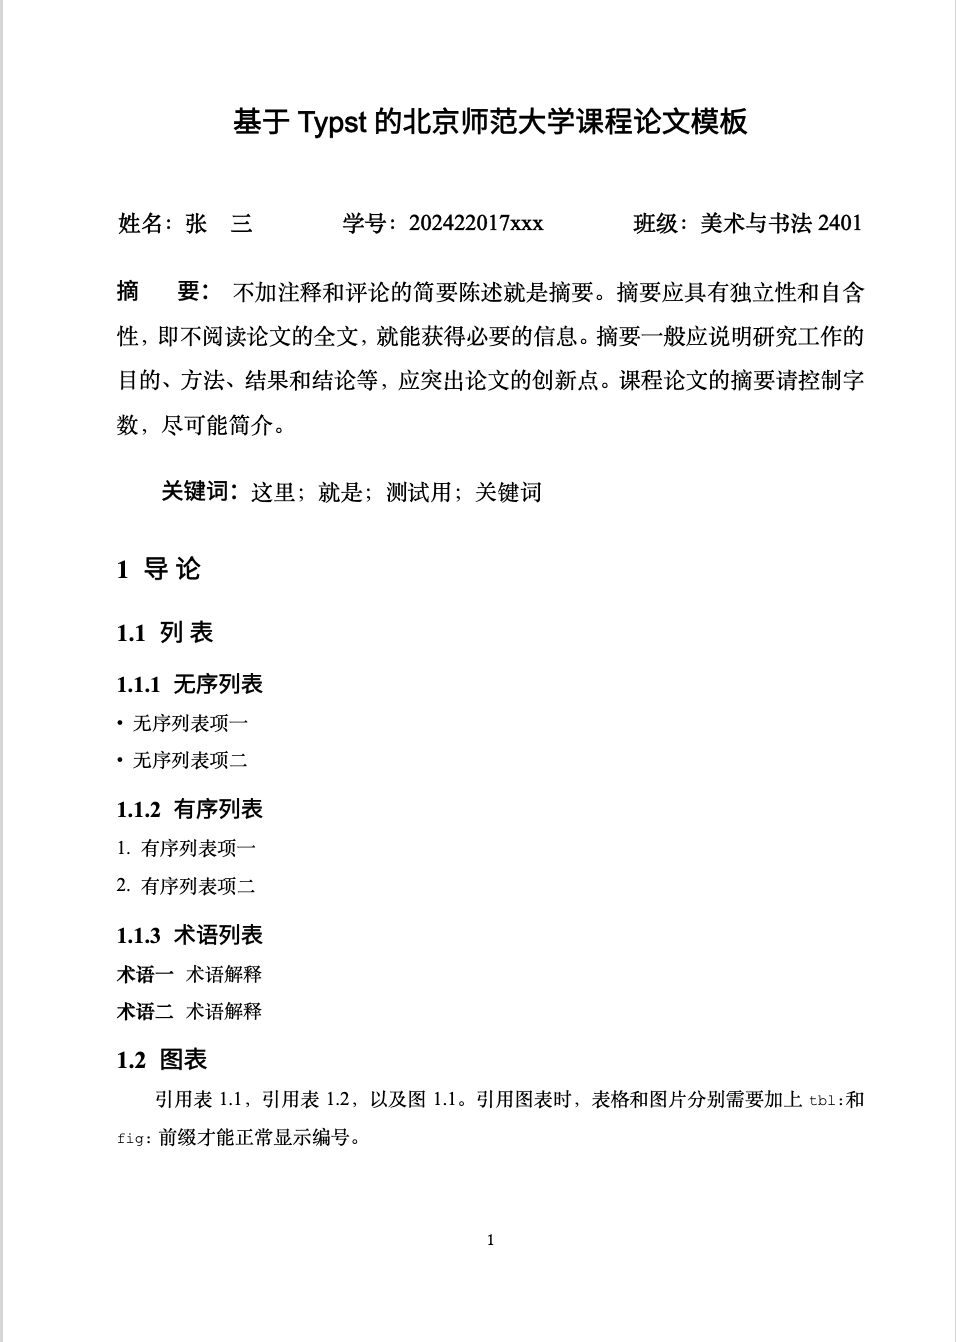 基于 Typst 的北京师范大学课程论文模板
姓名：张　三 学号：202422017xxx 班级：美术与书法 2401
摘　要： 不加注释和评论的简要陈述就是摘要。摘要应具有独立性和自含
性，即不阅读论文的全文，就能获得必要的信息。摘要一般应说明研究工作的
目的、方法、结果和结论等，应突出论文的创新点。课程论文的摘要请控制字
数，尽可能简介。
关键词：这里；就是；测试用；关键词
1 导 论
1.1 列 表
1.1.1 无序列表
• 无序列表项一
• 无序列表项二
1.1.2 有序列表
1. 有序列表项一
2. 有序列表项二
1.1.3 术语列表
术语一 术语解释
术语二 术语解释
1.2 图表
引用表 1.1，引用表 1.2，以及图 1.1。引用图表时，表格和图片分别需要加上 tbl:和
fig: 前缀才能正常显示编号。
1